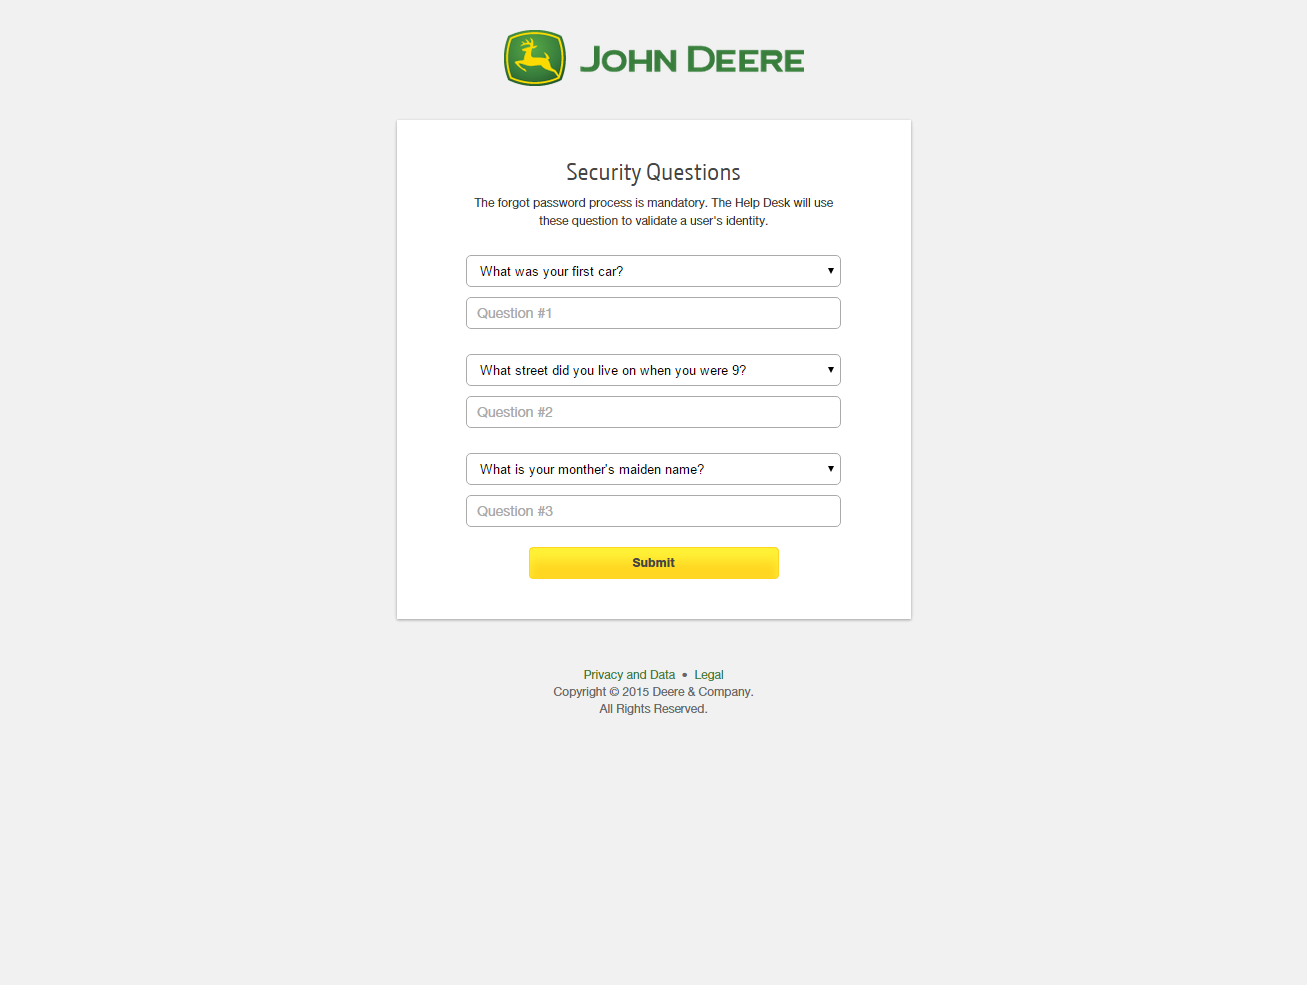 JOHN DEERE
Security Questions
The forgot password process is mandatory. The Help Desk will use
these question to validate a user's identity.
What was your first car?
Question #1
What street did you live on when you were 9?
Question #2
What is your monther's maiden name?
Question #3
Submit
Privacy and Data • Legal
Copyright © 2015 Deere & Company.
All Rights Reserved.